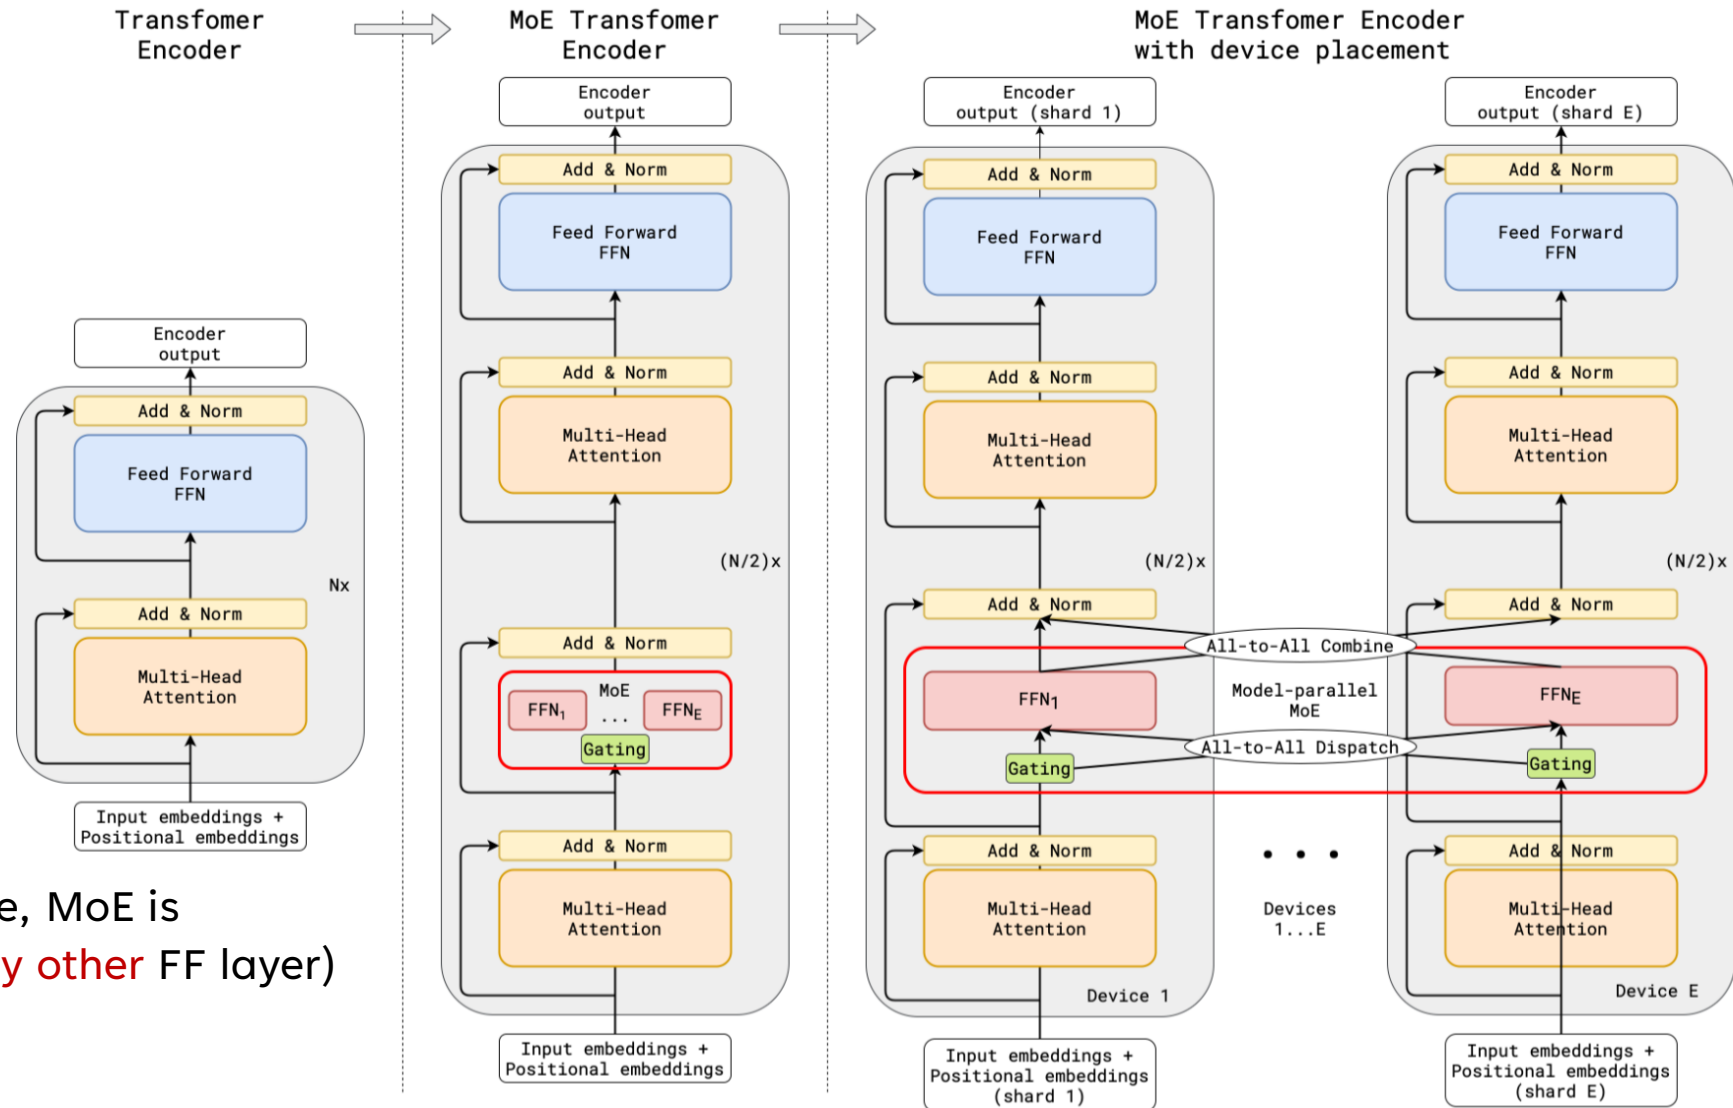 Transfomer
Encoder
Encoder
output
Add & Norm
Feed Forward
FFN
Nx
Add & Norm
Multi-Head
Attention
Input embeddings +
Positional embeddings
e, MoE is
y other FF layer)
MoE Transfomer
Encoder
Encoder
output
Add & Norm
Feed Forward
FFN
Add & Norm
Multi-Head
Attention
(N/2)x
Add & Norm
MoE
FFN1 ... FFNE
Gating
Add & Norm
Multi-Head
Attention
Input embeddings +
Positional embeddings
MoE Transfomer Encoder
with device placement
Encoder
output (shard 1)
Add & Norm
Feed Forward
FFN
Add & Norm
Multi-Head
Attention
(N/2)x
Add & Norm
FFN1
Gating
Add & Norm
Multi-Head
Attention
Device 1
Input embeddings +
Positional embeddings
(shard 1)
All-to-All Combine
Model-parallel
MoE
All-to-All Dispatch
• • •
Devices
1...E
Encoder
output (shard E)
Add & Norm
Feed Forward
FFN
Add & Norm
Multi-Head
Attention
(N/2)x
Add & Norm
FFNE
Gating
Add & Norm
Multi-Head
Attention
Device E
Input embeddings +
Positional embeddings
(shard E)